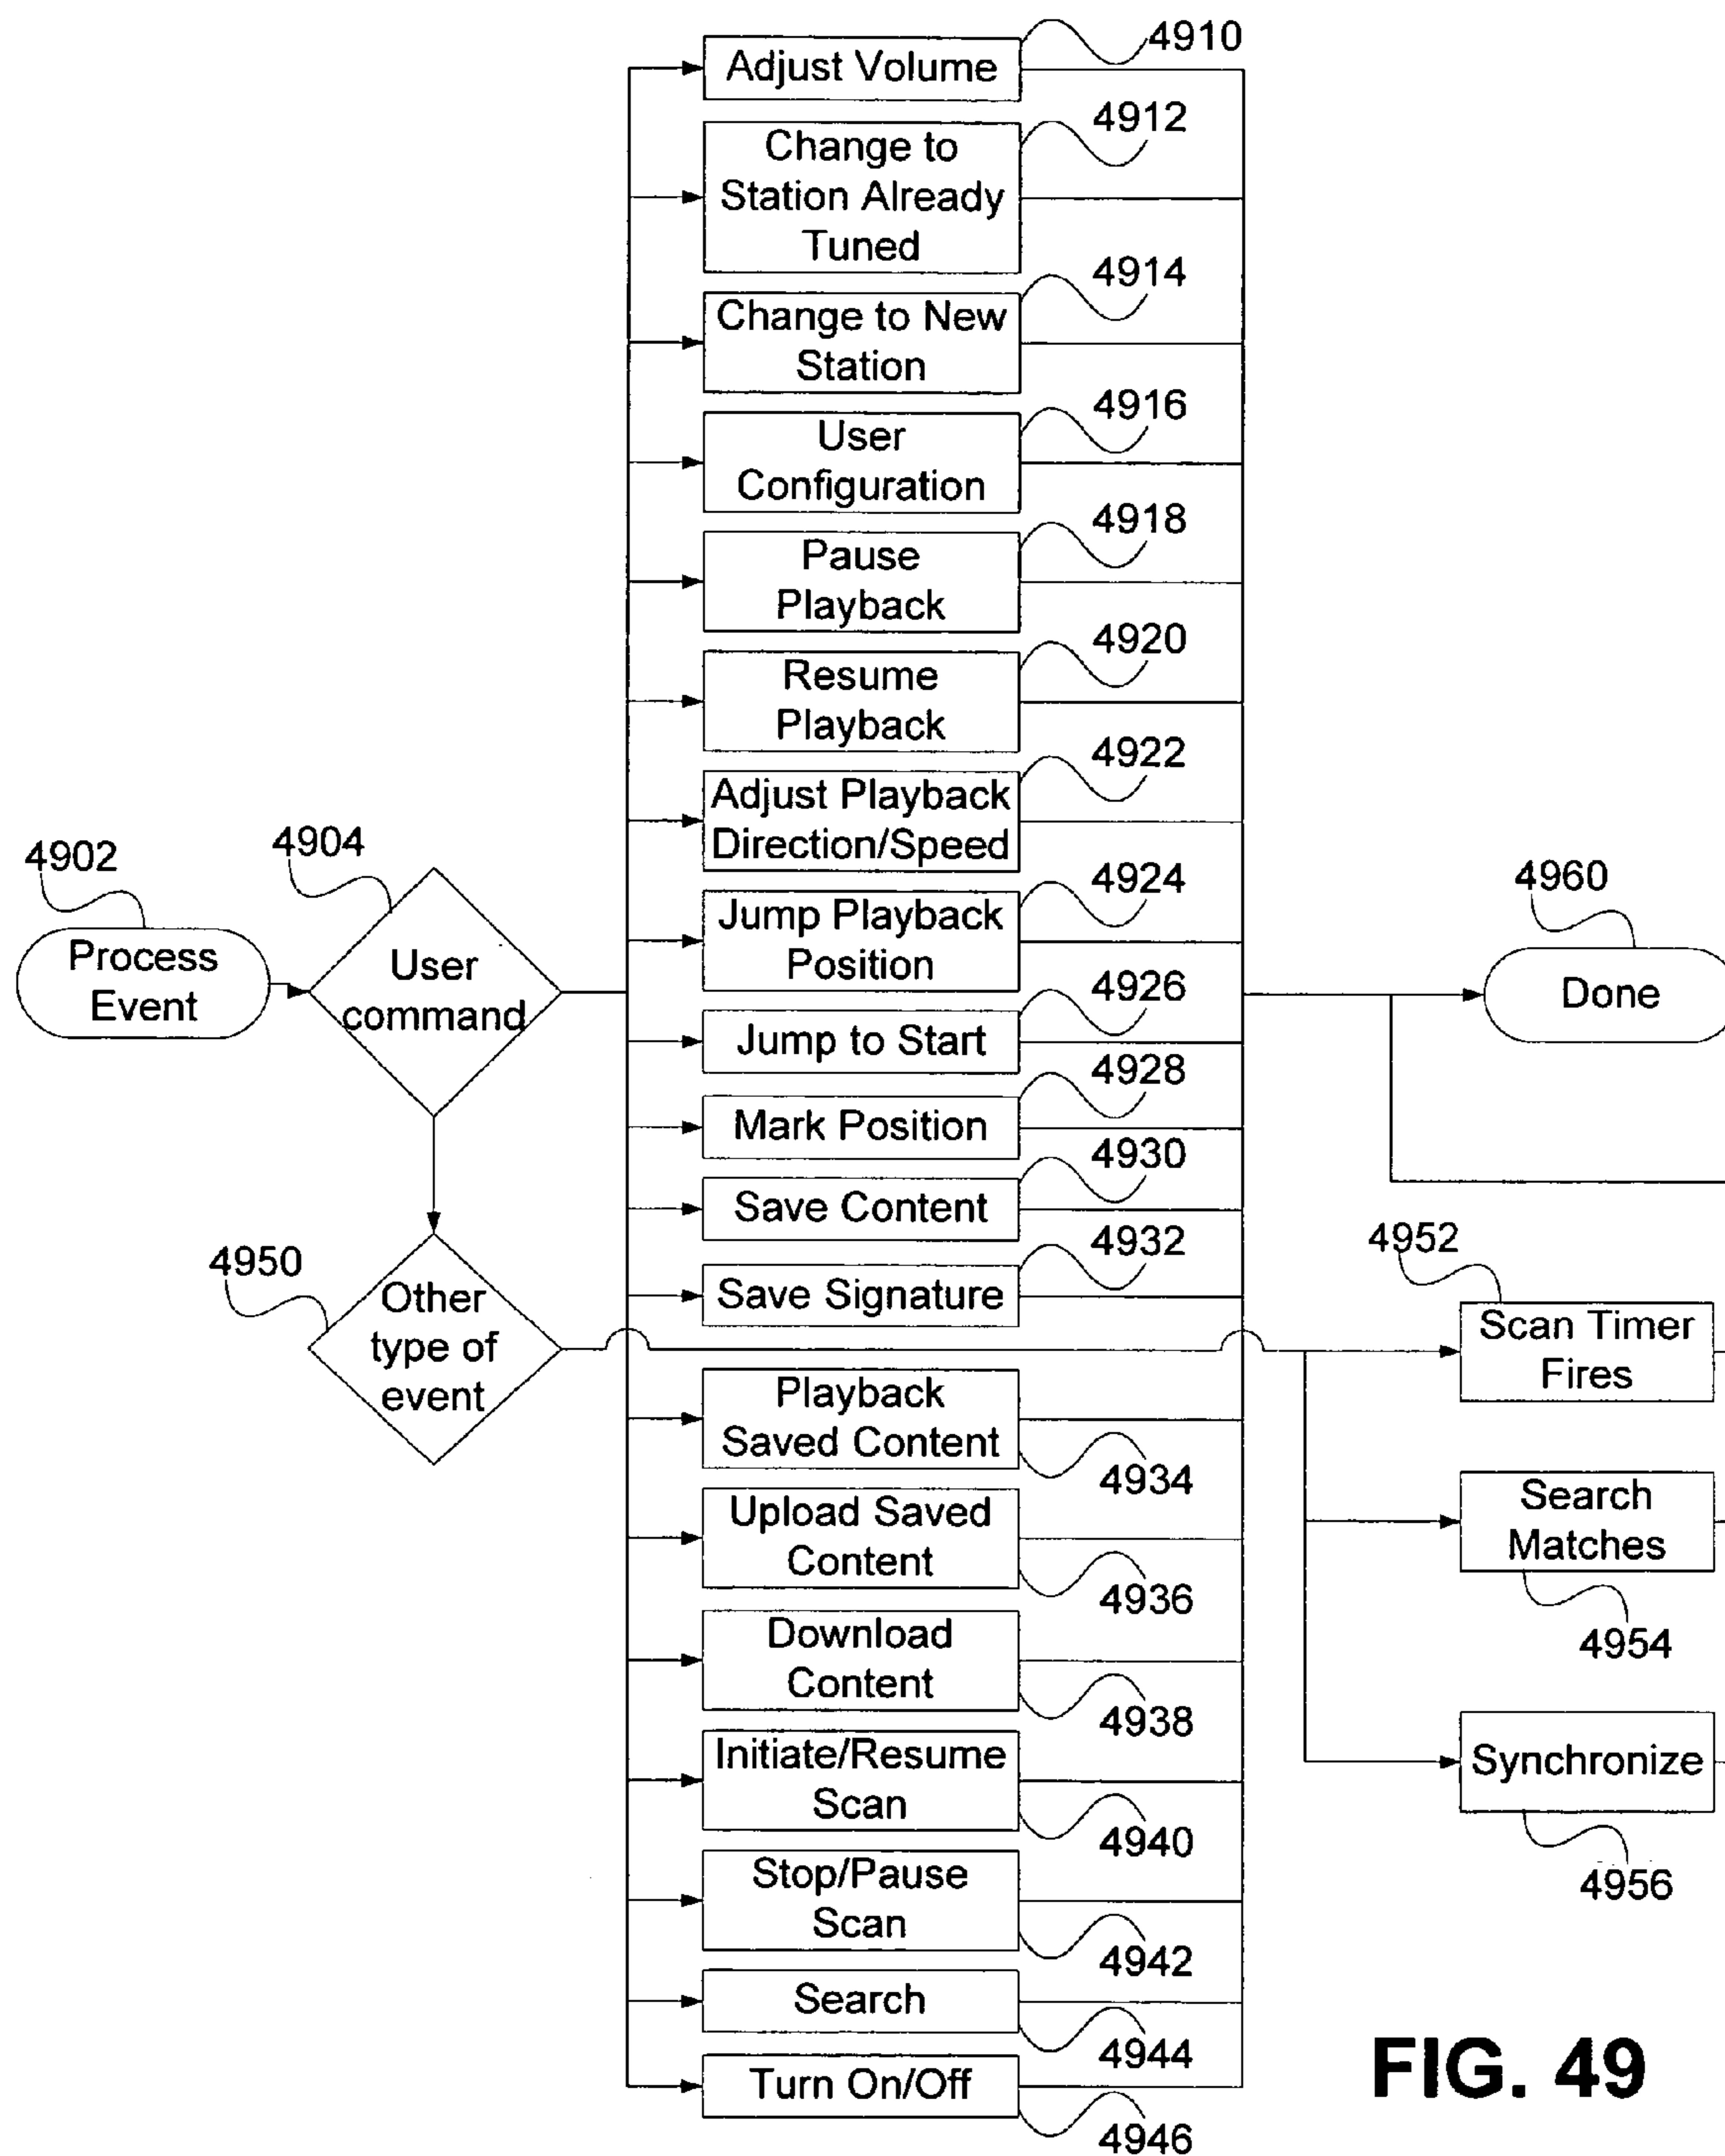 4902
Process
Event
4904
User
command
4950
Other
type of
event
Adjust Volume
4910
Change to
Station Already
Tuned
4912
Change to New
Station
4914
User
Configuration
4916
Pause
Playback
4918
Resume
Playback
4920
Adjust Playback
Direction/Speed
4922
Jump Playback
Position
4924
Jump to Start
4926
Mark Position
4928
Save Content
4930
Save Signature
4932
Playback
Saved Content
4934
Upload Saved
Content
4936
Download
Content
4938
Initiate/Resume
Scan
4940
Stop/Pause
Scan
4942
Search
4944
Turn On/Off
4946
4960
Done
4952
Scan Timer
Fires
Search
Matches
4954
Synchronize
4956
FIG. 49